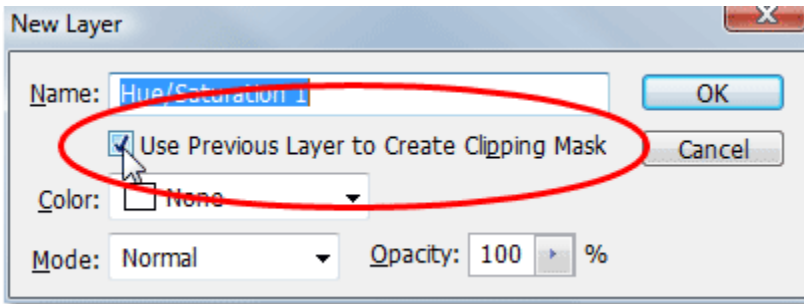 New Layer
Name: Hue/Saturation 1 OK
Use Previous Layer to Create Clipping Mask Cancel
Color: None
Mode: Normal Opacity: 100 %